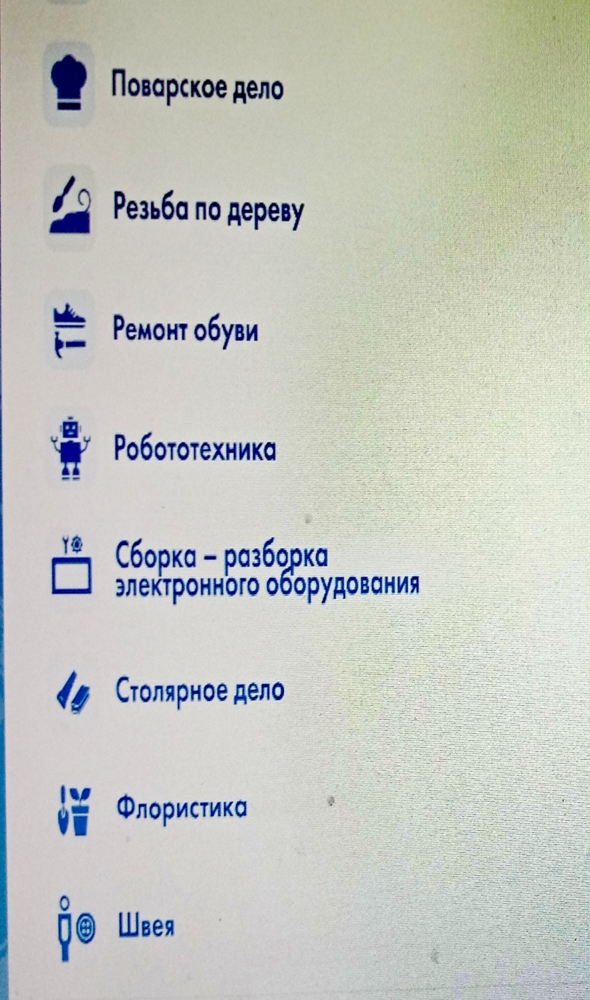 Поварское дело
Резьба по дереву
Ремонт обуви
Робототехника
Сборка – разборка
электронного оборудования
Столярное дело
Флористика
Швея